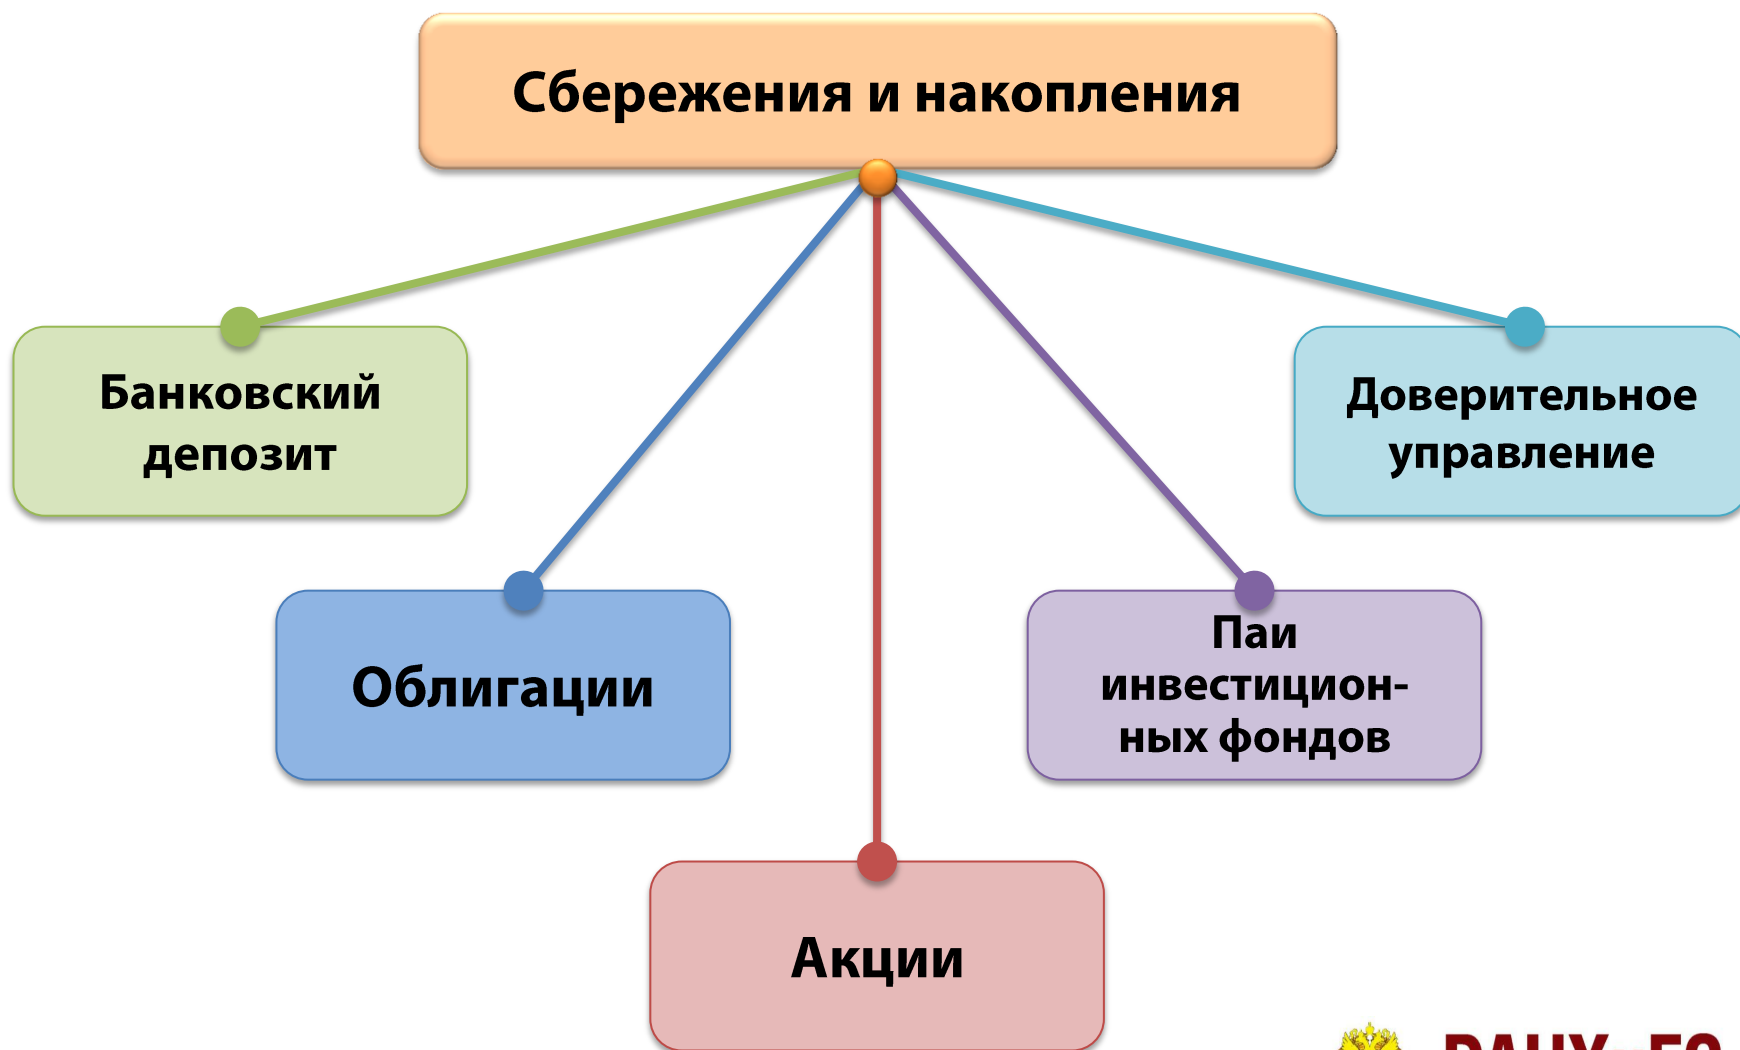 Сбережения и накопления
Банковский
депозит
Доверительное
управление
Облигации
Паи
инвестицион-
ных фондов
Акции